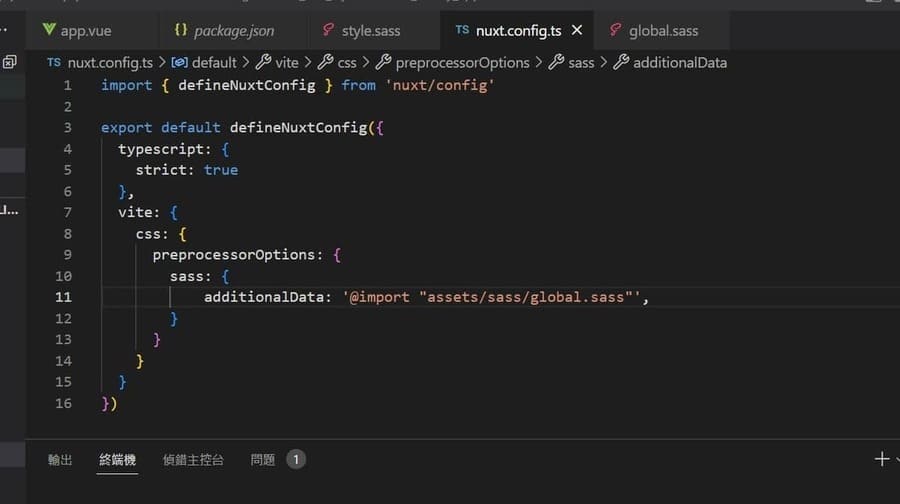 app.vue {} package.json style.sass TS nuxt.config.ts × global.sass
TS nuxt.config.ts > default > vite > css > preprocessorOptions > sass > additionalData
1 import { defineNuxtConfig } from 'nuxt/config'
2
3 export default defineNuxtConfig({
4 typescript: {
5 strict: true
6 },
7 vite: {
8 css: {
9 preprocessorOptions: {
10 sass: {
11 additionalData: '@import "assets/sass/global.sass"',
12 }
13 }
14 }
15 }
16 })
輸出 終端機 偵錯主控台 問題 1